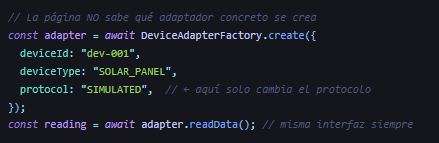 // La página NO sabe qué adaptador concreto se crea
const adapter = await DeviceAdapterFactory.create({
  deviceId: "dev-001",
  deviceType: "SOLAR_PANEL",
  protocol: "SIMULATED",  // ← aquí solo cambia el protocolo
});
const reading = await adapter.readData(); // misma interfaz siempre